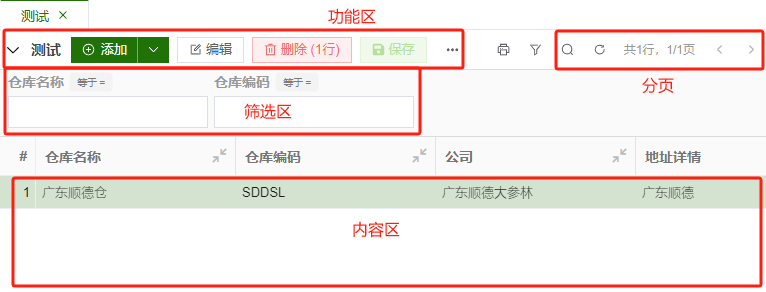 测试 ×
功能区
测试 添加 编辑 删除 (1行) 保存 ••• 共1行，1/1页
分页
仓库名称 等于 = 仓库编码 等于 =
筛选区
# 仓库名称 仓库编码 公司 地址详情
1 广东顺德仓 SDDSL 广东顺德大参林 广东顺德
内容区